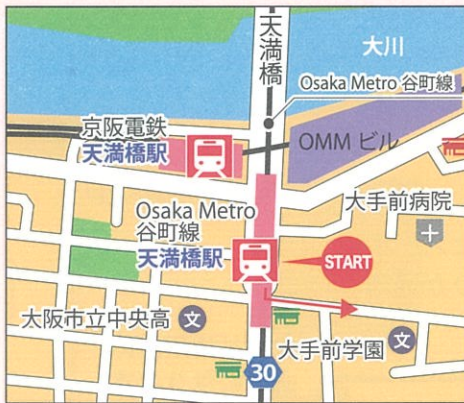 天満橋
大川
Osaka Metro 谷町線
京阪電鉄
天満橋駅
OMM ビル
大手前病院
Osaka Metro
谷町線
天満橋駅
START
大阪市立中央高
文
大手前学園
文
30